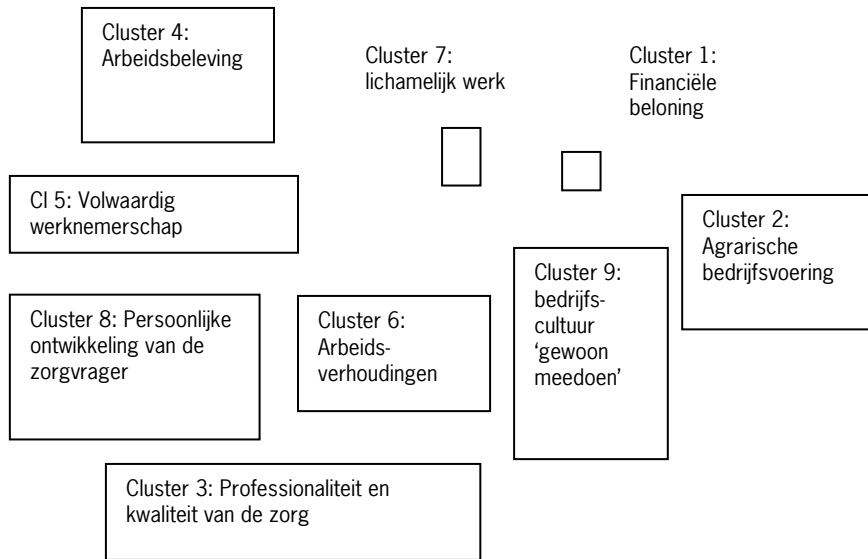 Cluster 4:
Arbeidsbeleving
Cluster 7:
lichamelijk werk
Cluster 1:
Financiële
beloning
Cl 5: Volwaardig
werknemerschap
Cluster 2:
Agrarische
bedrijfsvoering
Cluster 9:
bedrijfs-
cultuur
‘gewoon
meedoen’
Cluster 8: Persoonlijke
ontwikkeling van de
zorgvrager
Cluster 6:
Arbeids-
verhoudingen
Cluster 3: Professionaliteit en
kwaliteit van de zorg